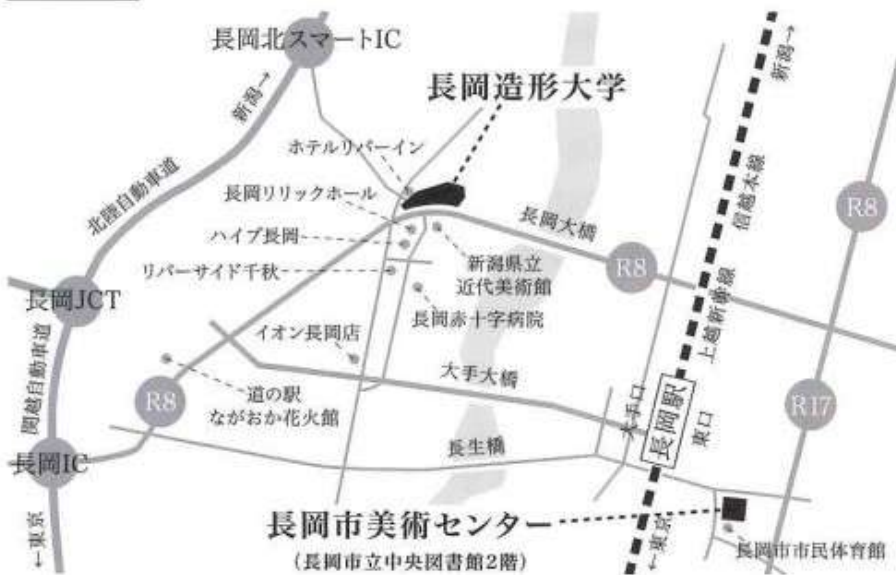 長岡北スマートIC
新潟→
長岡造形大学
新潟→
ホテルリバーイン
信越本線
北陸自動車道
長岡リリックホール
長岡大橋
R8
ハイブ長岡
新潟県立
近代美術館
R8
リバーサイド千秋
長岡JCT
長岡赤十字病院
上越新幹線
イオン長岡店
関越自動車道
大手大橋
R8
道の駅
ながおか花火館
大手口
長岡駅
東口
R17
長生橋
長岡IC
長岡市美術センター
(長岡市立中央図書館2階)
←東京
←東京
長岡市市民体育館